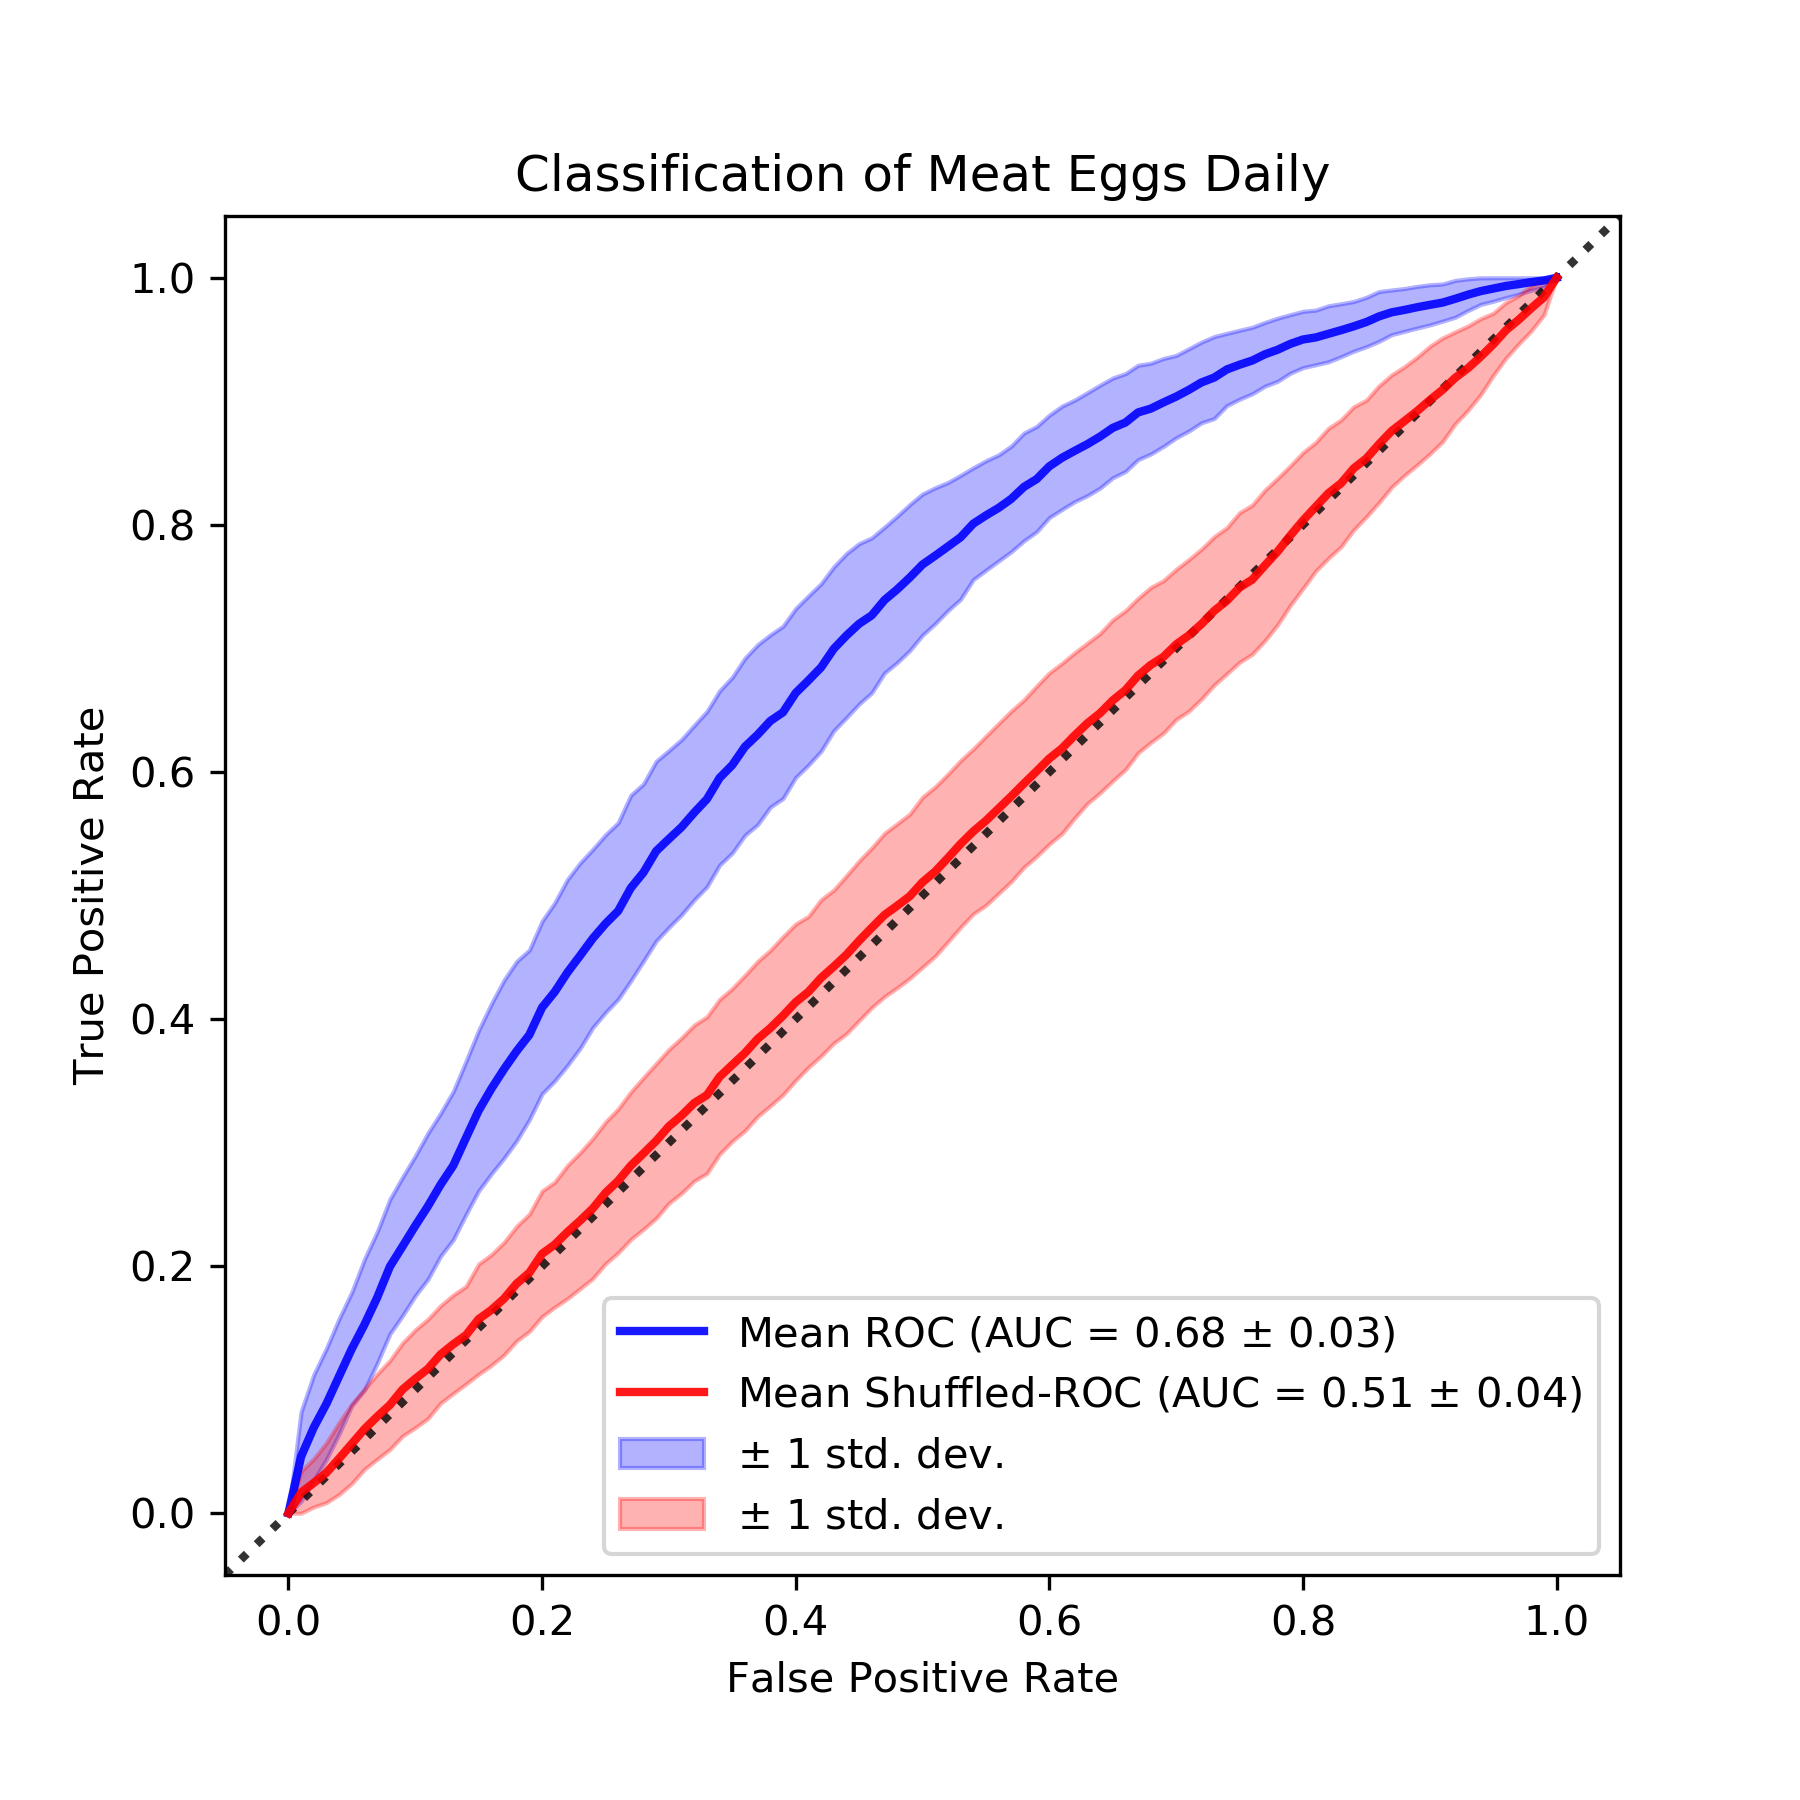 Classification of Meat Eggs Daily
1.0
0.8
0.6
0.4
0.2
0.0
True Positive Rate
Mean ROC (AUC = 0.68 ± 0.03)
Mean Shuffled-ROC (AUC = 0.51 ± 0.04)
± 1 std. dev.
± 1 std. dev.
0.0 0.2 0.4 0.6 0.8 1.0
False Positive Rate